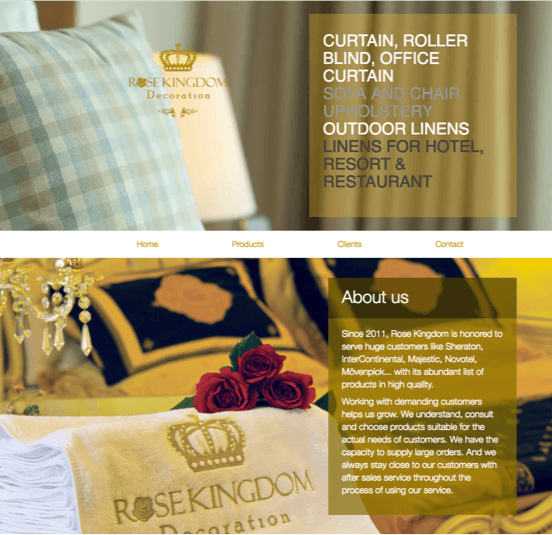 CURTAIN, ROLLER
BLIND, OFFICE
CURTAIN
SOFA AND CHAIR
UPHOLSTERY
OUTDOOR LINENS
LINENS FOR HOTEL,
RESORT &
RESTAURANT
ROSE KINGDOM
Decoration
Home
Products
Clients
Contact
About us
Since 2011, Rose Kingdom is honored to
serve huge customers like Sheraton,
InterContinental, Majestic, Novotel,
Mövenpick... with its abundant list of
products in high quality.
Working with demanding customers
helps us grow. We understand, consult
and choose products suitable for the
actual needs of customers. We have the
capacity to supply large orders. And we
always stay close to our customers with
after sales service throughout the
process of using our service.
ROSE KINGDOM
Decoration